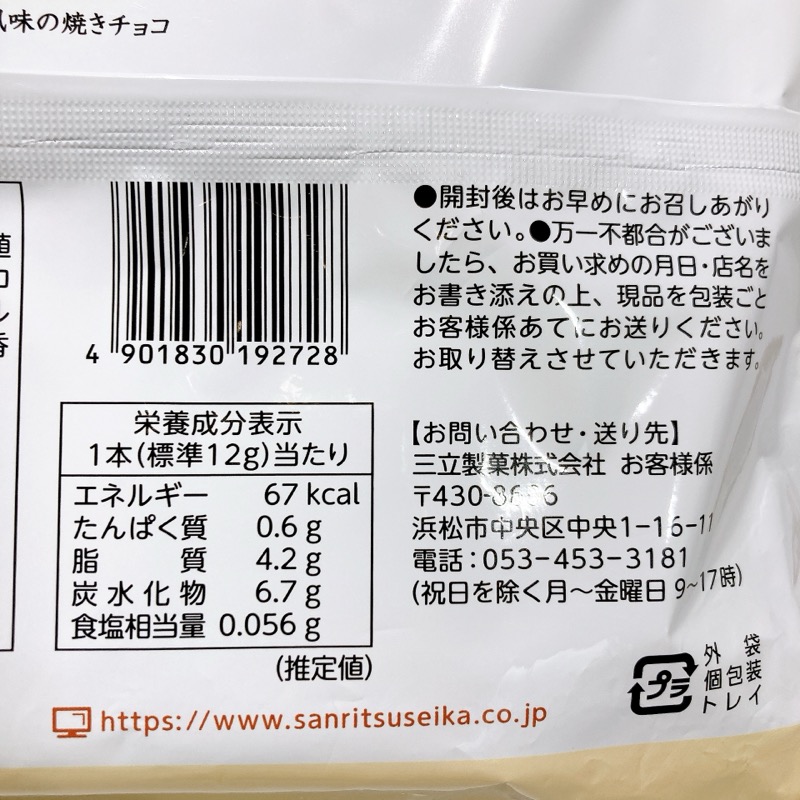 味の焼きチョコ
4 901830 192728
●開封後はお早めにお召しあがり
ください。●万一不都合がございま
したら、お買い求めの月日・店名を
お書き添えの上、現品を包装ごと
お客様係あてにお送りください。
お取り替えさせていただきます。
栄養成分表示
1本(標準12g)当たり
エネルギー 67 kcal
たんぱく質 0.6 g
脂質 4.2 g
炭水化物 6.7 g
食塩相当量 0.056 g
(推定値)
【お問い合わせ・送り先】
三立製菓株式会社 お客様係
浜松市中央区中央1-16-11
電話：053-453-3181
(祝日を除く月〜金曜日 9〜17時)
プラ
外袋
個包装
トレイ
https://www.sanritsuseika.co.jp